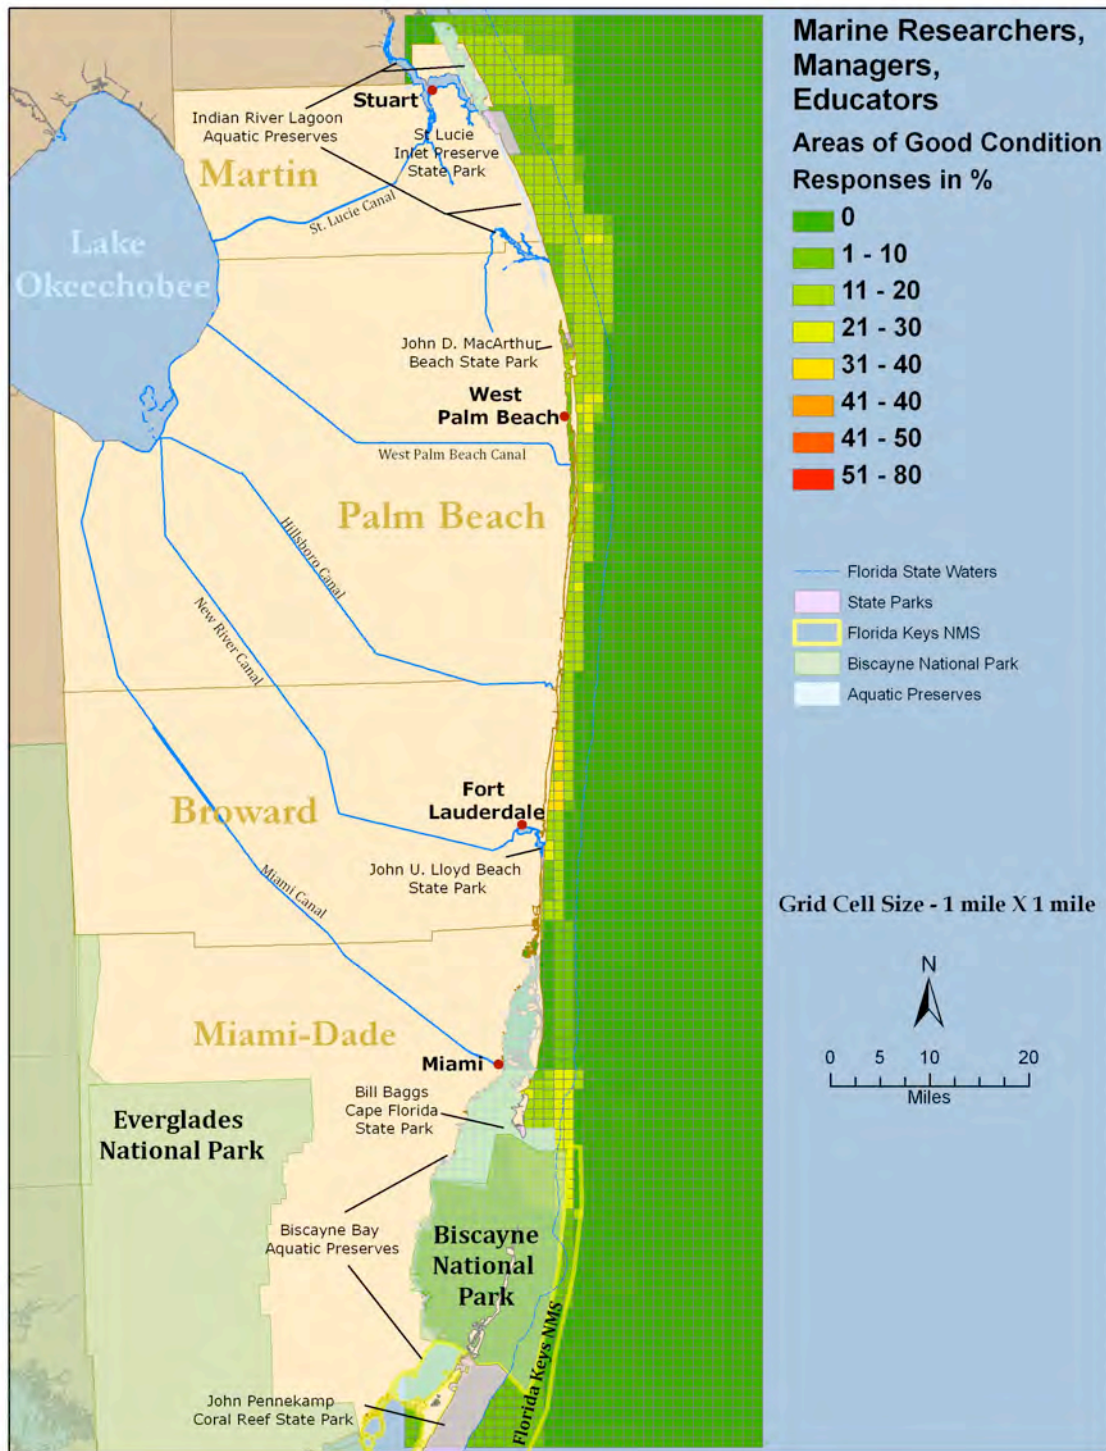 Marine Researchers,
Managers,
Educators
Areas of Good Condition
Responses in %
0
1 - 10
11 - 20
21 - 30
31 - 40
41 - 40
41 - 50
51 - 80
Florida State Waters
State Parks
Florida Keys NMS
Biscayne National Park
Aquatic Preserves
Grid Cell Size - 1 mile X 1 mile
N
0 5 10 20
Miles
Stuart
Indian River Lagoon
Aquatic Preserves
St Lucie
Inlet Preserve
State Park
Martin
St. Lucie Canal
Lake
Okeechobee
John D. MacArthur
Beach State Park
West
Palm Beach
West Palm Beach Canal
Palm Beach
Hillsboro Canal
New River Canal
Broward
Fort
Lauderdale
John U. Lloyd Beach
State Park
Miami Canal
Miami-Dade
Miami
Bill Baggs
Cape Florida
State Park
Everglades
National Park
Biscayne Bay
Aquatic Preserves
Biscayne
National
Park
Florida Keys NMS
John Pennekamp
Coral Reef State Park